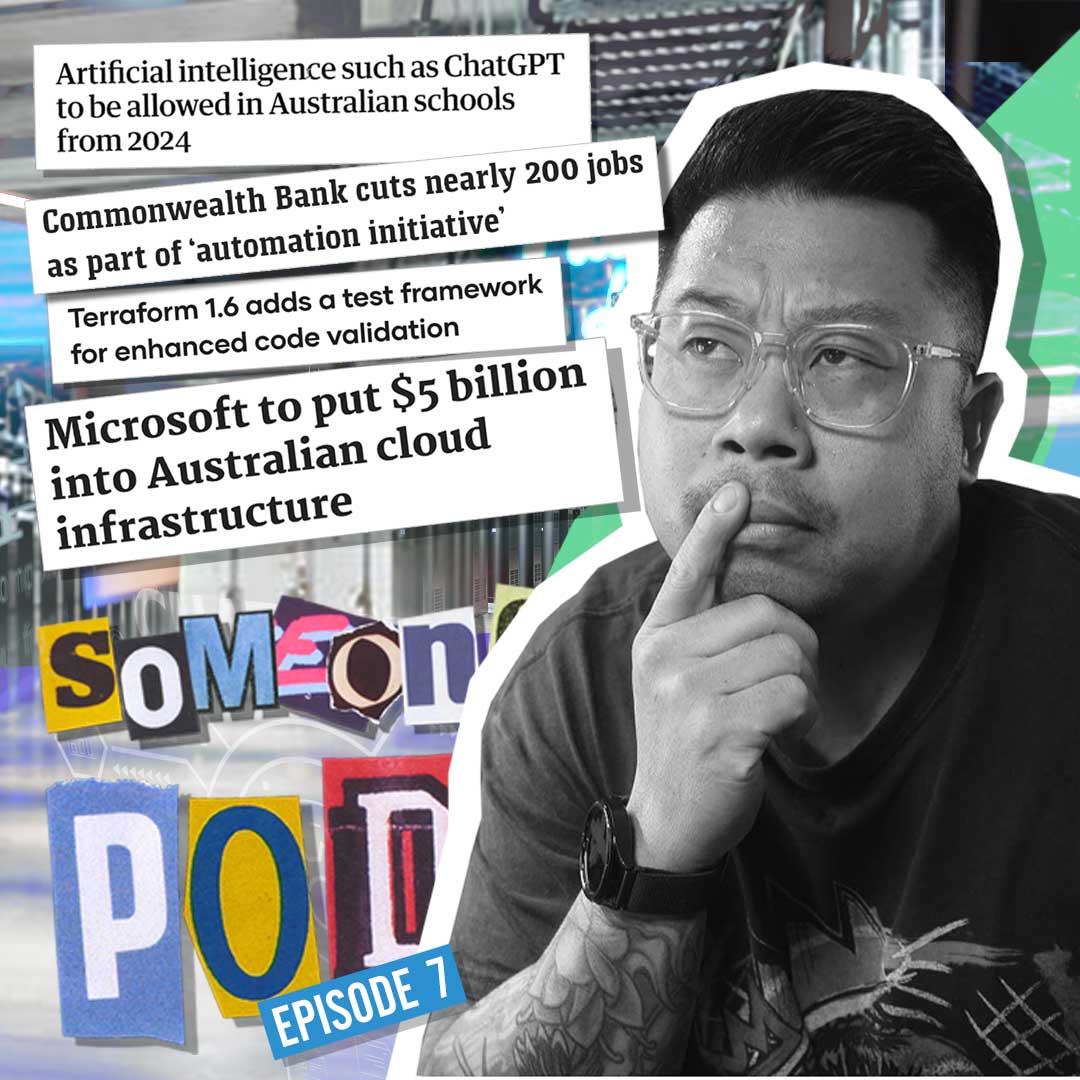 Artificial intelligence such as ChatGPT
to be allowed in Australian schools
from 2024
Commonwealth Bank cuts nearly 200 jobs
as part of ‘automation initiative’
Terraform 1.6 adds a test framework
for enhanced code validation
Microsoft to put $5 billion
into Australian cloud
infrastructure
SOMEOn
POD
EPISODE 7